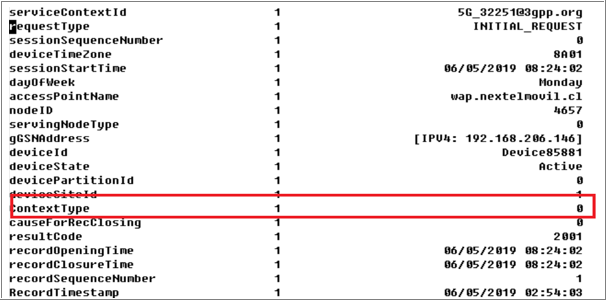 serviceContextId 1 5G_32251@3gpp.org
requestType 1 INITIAL_REQUEST
sessionSequenceNumber 1 0
deviceTimeZone 1 8A01
sessionStartTime 1 06/05/2019 08:24:02
dayOfWeek 1 Monday
accessPointName 1 wap.nextelmovil.cl
nodeID 1 4657
servingNodeType 1 0
gGSNAddress 1 [IPV4: 192.168.206.146]
deviceId 1 Device85881
deviceState 1 Active
devicePartitionId 1 0
deviceSiteId 1 1
ContextType 1 0
causeForRecClosing 1 0
resultCode 1 2001
recordOpeningTime 1 06/05/2019 08:24:02
recordClosureTime 1 06/05/2019 08:24:02
recordSequenceNumber 1 1
RecordTimestamp 1 06/05/2019 02:54:03